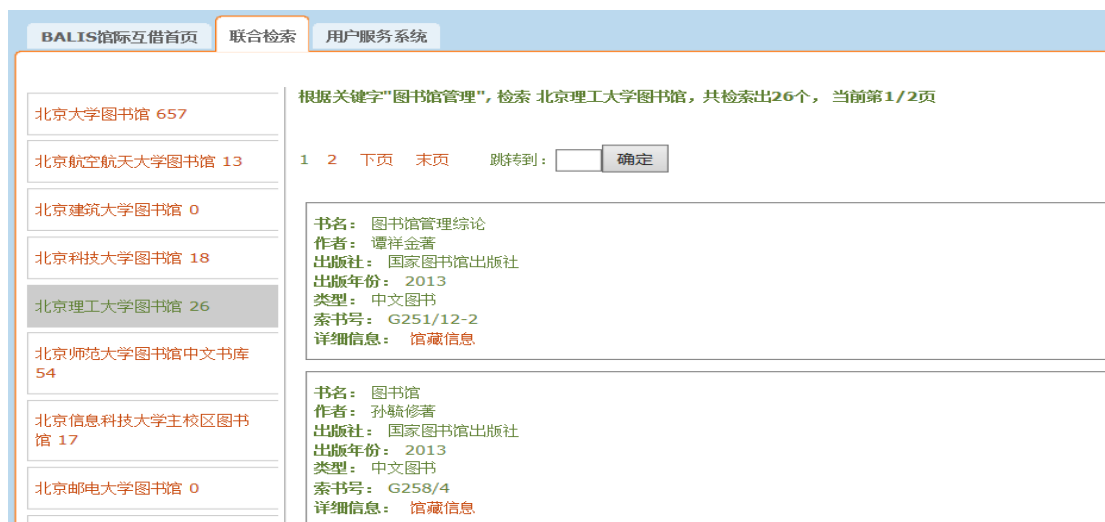 BALIS馆际互借首页
联合检索
用户服务系统
北京大学图书馆 657
北京航空航天大学图书馆 13
北京建筑大学图书馆 0
北京科技大学图书馆 18
北京理工大学图书馆 26
北京师范大学图书馆中文书库
54
北京信息科技大学主校区图书
馆 17
北京邮电大学图书馆 0
根据关键字"图书馆管理", 检索 北京理工大学图书馆，共检索出26个， 当前第1/2页
1 2 下页 末页 跳转到: 确定
书名： 图书馆管理综论
作者： 谭祥金著
出版社： 国家图书馆出版社
出版年份： 2013
类型： 中文图书
索书号： G251/12-2
详细信息： 馆藏信息
书名： 图书馆
作者： 孙毓修著
出版社： 国家图书馆出版社
出版年份： 2013
类型： 中文图书
索书号： G258/4
详细信息： 馆藏信息